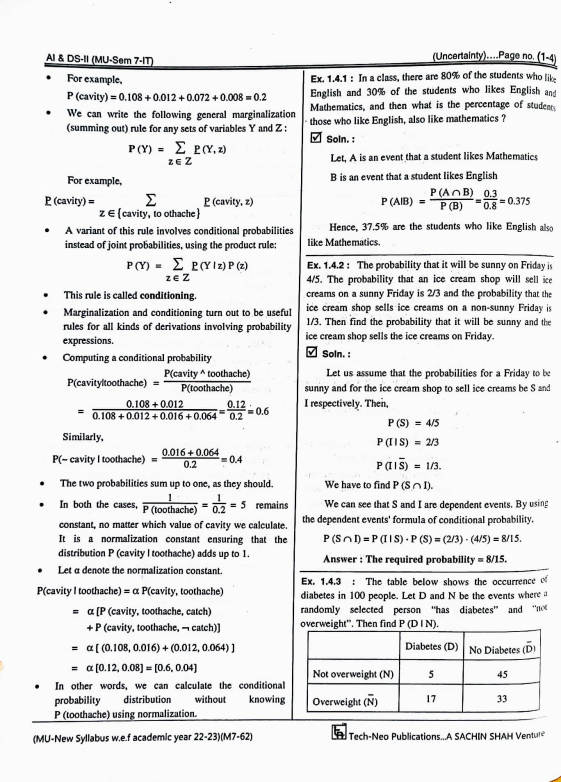 AI & DS-II (MU-Sem 7-IT)
(Uncertainty)....Page no. (1-4)
• For example,
P (cavity) = 0.108 + 0.012 + 0.072 + 0.008 = 0.2
• We can write the following general marginalization
(summing out) rule for any sets of variables Y and Z :
P (Y) = Σ P (Y, z)
z ∈ Z
For example,
P (cavity) = Σ P (cavity, z)
Z ∈ {cavity, to othache}
• A variant of this rule involves conditional probabilities
instead of joint probabilities, using the product rule:
P (Y) = Σ P (Y | z) P (z)
z ∈ Z
• This rule is called conditioning.
• Marginalization and conditioning turn out to be useful
rules for all kinds of derivations involving probability
expressions.
• Computing a conditional probability
P(cavity|toothache) = P(cavity ^ toothache) / P(toothache)
= 0.108 + 0.012 / 0.108 + 0.012 + 0.016 + 0.064 = 0.12 / 0.2 = 0.6
Similarly,
P(~ cavity | toothache) = 0.016 + 0.064 / 0.2 = 0.4
• The two probabilities sum up to one, as they should.
• In both the cases, 1 / P (toothache) = 1 / 0.2 = 5 remains
constant, no matter which value of cavity we calculate.
It is a normalization constant ensuring that the
distribution P (cavity | toothache) adds up to 1.
• Let α denote the normalization constant.
P(cavity | toothache) = α P(cavity, toothache)
= α [P (cavity, toothache, catch)
+ P (cavity, toothache, ¬ catch)]
= α [ (0.108, 0.016) + (0.012, 0.064) ]
= α [0.12, 0.08] = [0.6, 0.04]
• In other words, we can calculate the conditional
probability distribution without knowing
P (toothache) using normalization.
Ex. 1.4.1 : In a class, there are 80% of the students who like
English and 30% of the students who likes English and
Mathematics, and then what is the percentage of students
those who like English, also like mathematics ?
☑ Soln. :
Let, A is an event that a student likes Mathematics
B is an event that a student likes English
P (A|B) = P (A ∩ B) / P (B) = 0.3 / 0.8 = 0.375
Hence, 37.5% are the students who like English also
like Mathematics.
Ex. 1.4.2 : The probability that it will be sunny on Friday is
4/5. The probability that an ice cream shop will sell ice
creams on a sunny Friday is 2/3 and the probability that the
ice cream shop sells ice creams on a non-sunny Friday is
1/3. Then find the probability that it will be sunny and the
ice cream shop sells the ice creams on Friday.
☑ Soln. :
Let us assume that the probabilities for a Friday to be
sunny and for the ice cream shop to sell ice creams be S and
I respectively. Then,
P (S) = 4/5
P (I | S) = 2/3
P (I | S̅) = 1/3.
We have to find P (S ∩ I).
We can see that S and I are dependent events. By using
the dependent events' formula of conditional probability.
P (S ∩ I) = P (I | S) · P (S) = (2/3) · (4/5) = 8/15.
Answer : The required probability = 8/15.
Ex. 1.4.3 : The table below shows the occurrence of
diabetes in 100 people. Let D and N be the events where a
randomly selected person "has diabetes" and "not
overweight". Then find P (D | N).
Diabetes (D) No Diabetes (D̅)
Not overweight (N) 5 45
Overweight (N̅) 17 33
(MU-New Syllabus w.e.f academic year 22-23)(M7-62)
Tech-Neo Publications...A SACHIN SHAH Venture